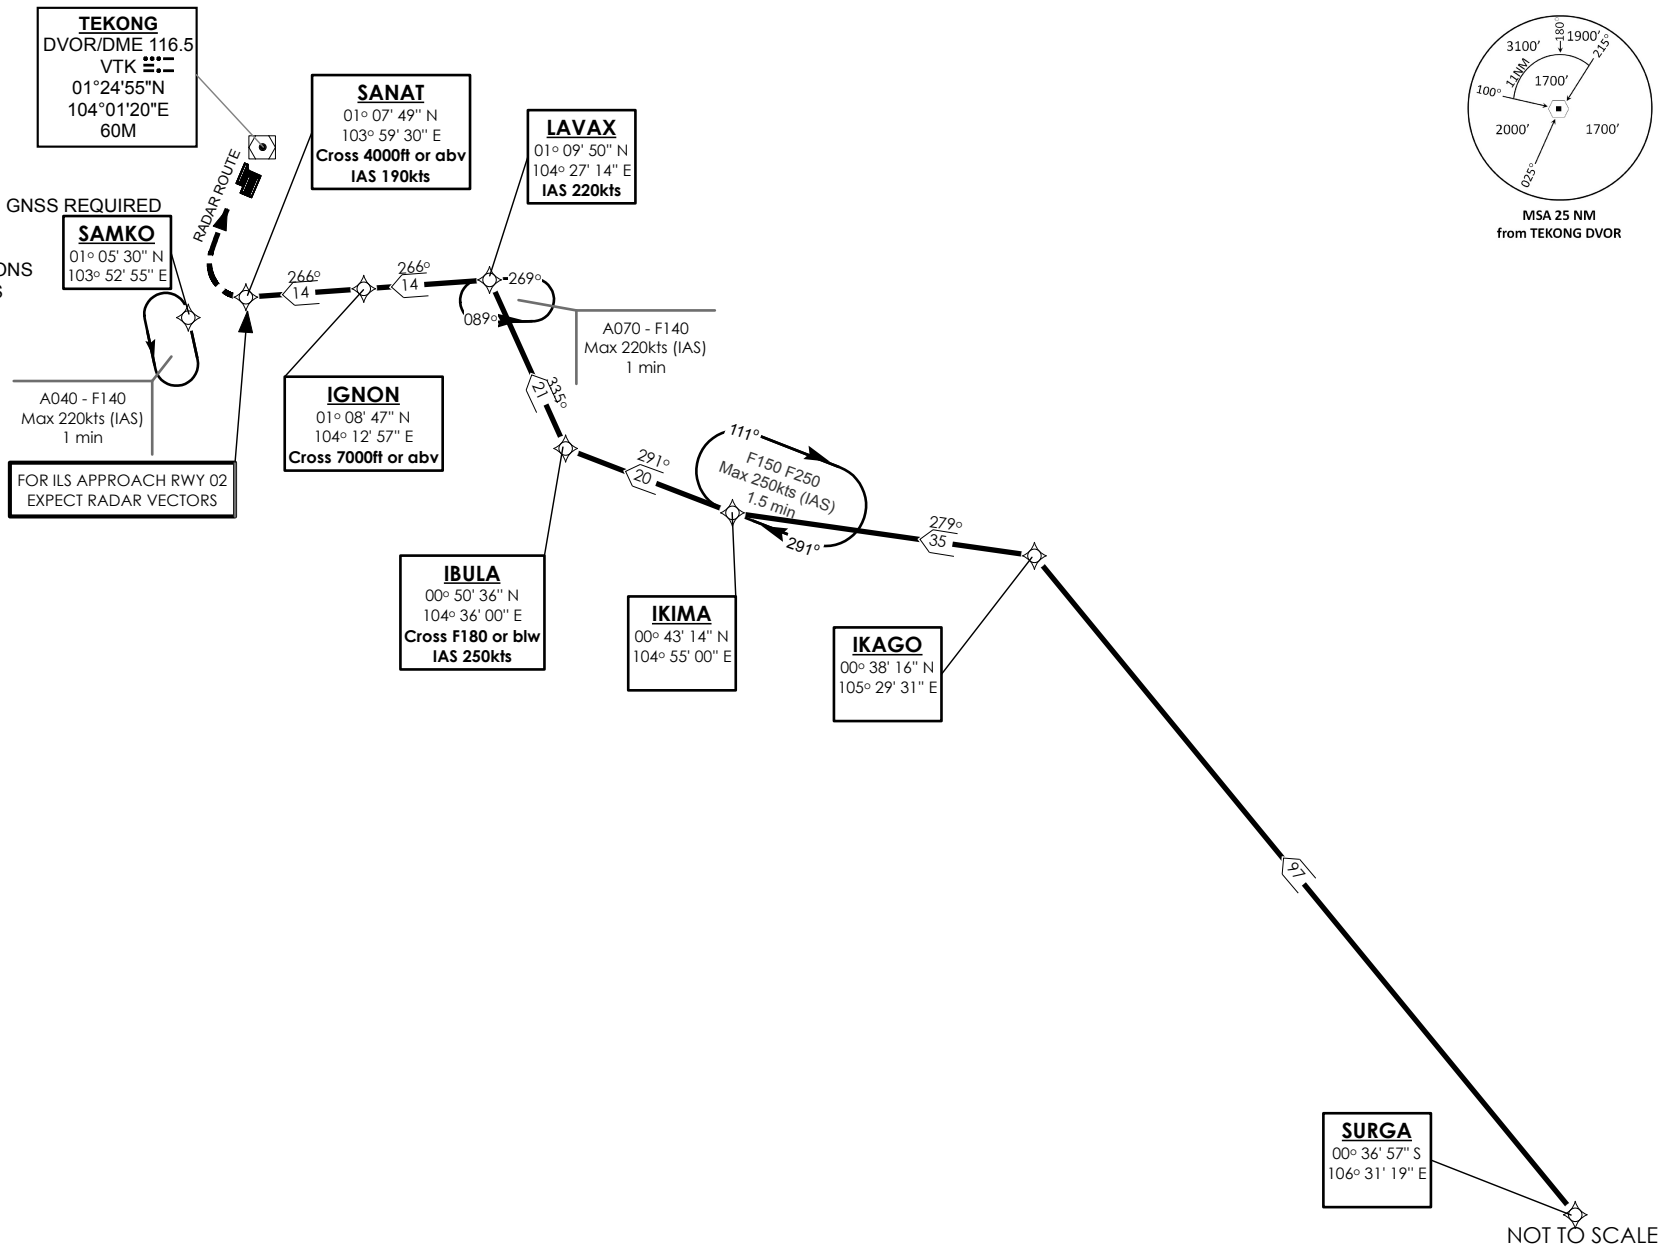 TEKONG
DVOR/DME 116.5
VTK
01°24'55"N
104°01'20"E
60M
SANAT
01° 07' 49" N
103° 59' 30" E
Cross 4000ft or abv
IAS 190kts
LAVAX
01° 09' 50" N
104° 27' 14" E
IAS 220kts
3100'
180°
1900'
215°
11NM
1700'
100°
2000'
1700'
025°
MSA 25 NM
from TEKONG DVOR
RADAR ROUTE
GNSS REQUIRED
SAMKO
01° 05' 30" N
103° 52' 55" E
ONS
S
266°
14
266°
14
269°
089°
A070 - F140
Max 220kts (IAS)
1 min
A040 - F140
Max 220kts (IAS)
1 min
IGNON
01° 08' 47" N
104° 12' 57" E
Cross 7000ft or abv
335°
21
FOR ILS APPROACH RWY 02
EXPECT RADAR VECTORS
291°
20
111°
F150 F250
Max 250kts (IAS)
1.5 min
291°
279°
35
IBULA
00° 50' 36" N
104° 36' 00" E
Cross F180 or blw
IAS 250kts
IKIMA
00° 43' 14" N
104° 55' 00" E
IKAGO
00° 38' 16" N
105° 29' 31" E
97
SURGA
00° 36' 57" S
106° 31' 19" E
NOT TO SCALE